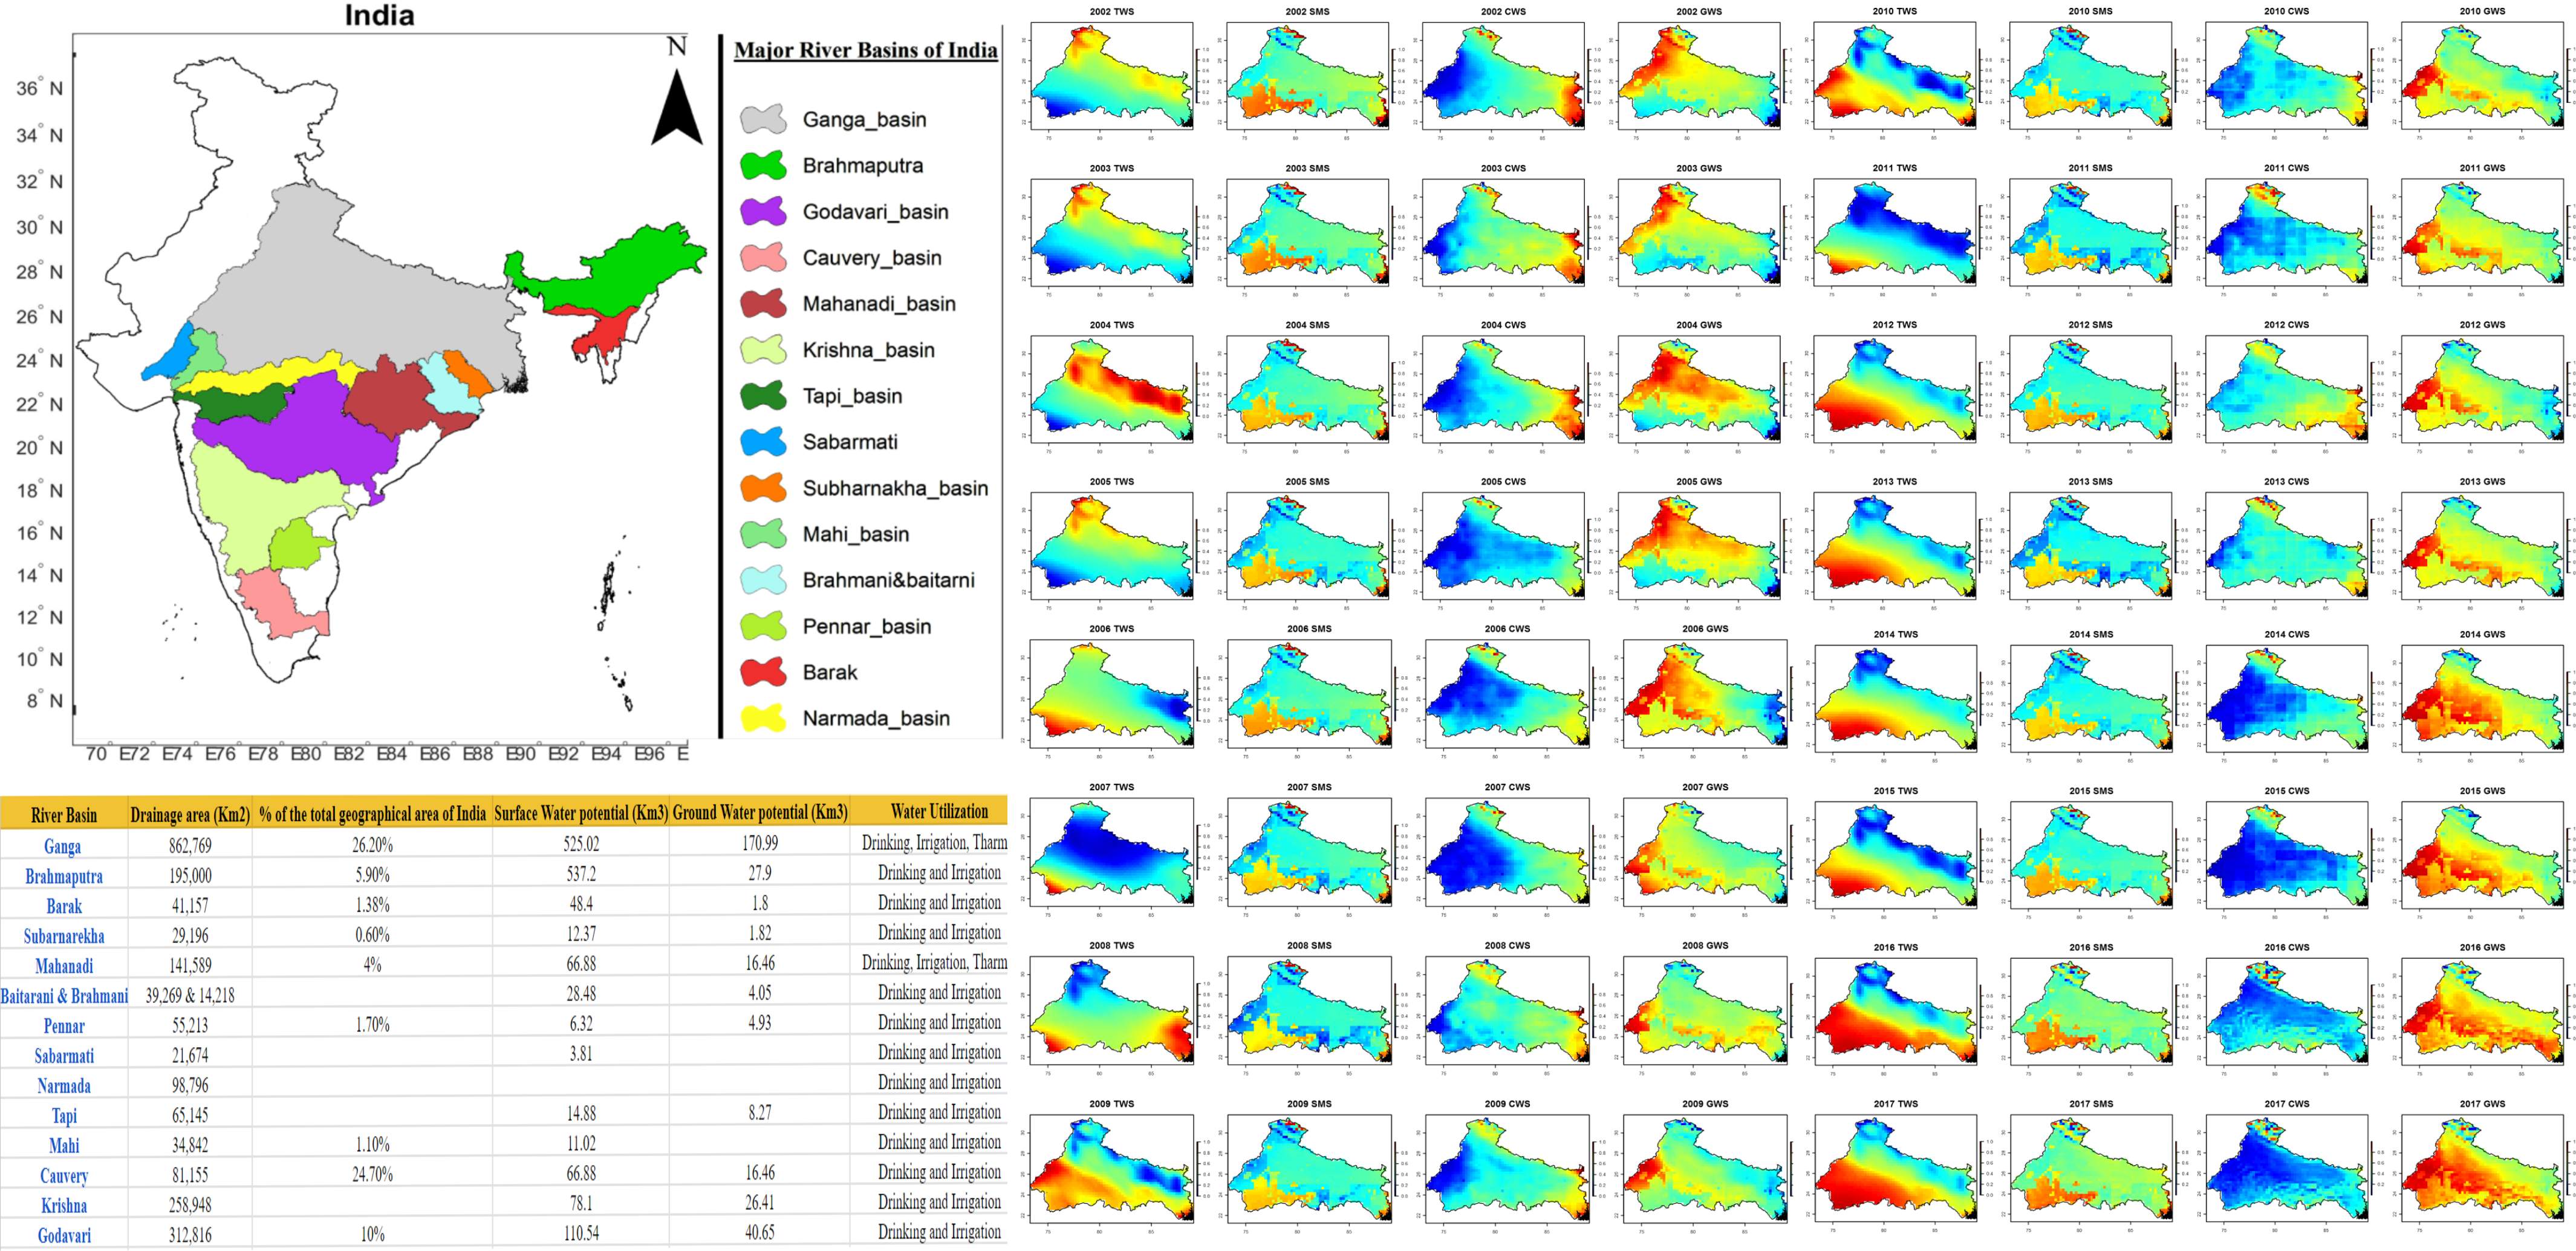 India
N
36° N
34° N
32° N
30° N
28° N
26° N
24° N
22° N
20° N
18° N
16° N
14° N
12° N
10° N
8° N
70 E72 E74 E76 E78 E80 E82 E84 E86 E88 E90 E92 E94 E96 E
Major River Basins of India
Ganga_basin
Brahmaputra
Godavari_basin
Cauvery_basin
Mahanadi_basin
Krishna_basin
Tapi_basin
Sabarmati
Subharnakha_basin
Mahi_basin
Brahmani&baitarni
Pennar_basin
Barak
Narmada_basin
River Basin Drainage area (Km2) % of the total geographical area of India Surface Water potential (Km3) Ground Water potential (Km3) Water Utilization
Ganga 862,769 26.20% 525.02 170.99 Drinking, Irrigation, Tharm
Brahmaputra 195,000 5.90% 537.2 27.9 Drinking and Irrigation
Barak 41,157 1.38% 48.4 1.8 Drinking and Irrigation
Subarnarekha 29,196 0.60% 12.37 1.82 Drinking and Irrigation
Mahanadi 141,589 4% 66.88 16.46 Drinking, Irrigation, Tharm
Baitarani & Brahmani 39,269 & 14,218 28.48 4.05 Drinking and Irrigation
Pennar 55,213 1.70% 6.32 4.93 Drinking and Irrigation
Sabarmati 21,674 3.81 Drinking and Irrigation
Narmada 98,796 Drinking and Irrigation
Tapi 65,145 14.88 8.27 Drinking and Irrigation
Mahi 34,842 1.10% 11.02 Drinking and Irrigation
Cauvery 81,155 24.70% 66.88 16.46 Drinking and Irrigation
Krishna 258,948 78.1 26.41 Drinking and Irrigation
Godavari 312,816 10% 110.54 40.65 Drinking and Irrigation
2002 TWS 2002 SMS 2002 CWS 2002 GWS 2010 TWS 2010 SMS 2010 CWS 2010 GWS
2003 TWS 2003 SMS 2003 CWS 2003 GWS 2011 TWS 2011 SMS 2011 CWS 2011 GWS
2004 TWS 2004 SMS 2004 CWS 2004 GWS 2012 TWS 2012 SMS 2012 CWS 2012 GWS
2005 TWS 2005 SMS 2005 CWS 2005 GWS 2013 TWS 2013 SMS 2013 CWS 2013 GWS
2006 TWS 2006 SMS 2006 CWS 2006 GWS 2014 TWS 2014 SMS 2014 CWS 2014 GWS
2007 TWS 2007 SMS 2007 CWS 2007 GWS 2015 TWS 2015 SMS 2015 CWS 2015 GWS
2008 TWS 2008 SMS 2008 CWS 2008 GWS 2016 TWS 2016 SMS 2016 CWS 2016 GWS
2009 TWS 2009 SMS 2009 CWS 2009 GWS 2017 TWS 2017 SMS 2017 CWS 2017 GWS